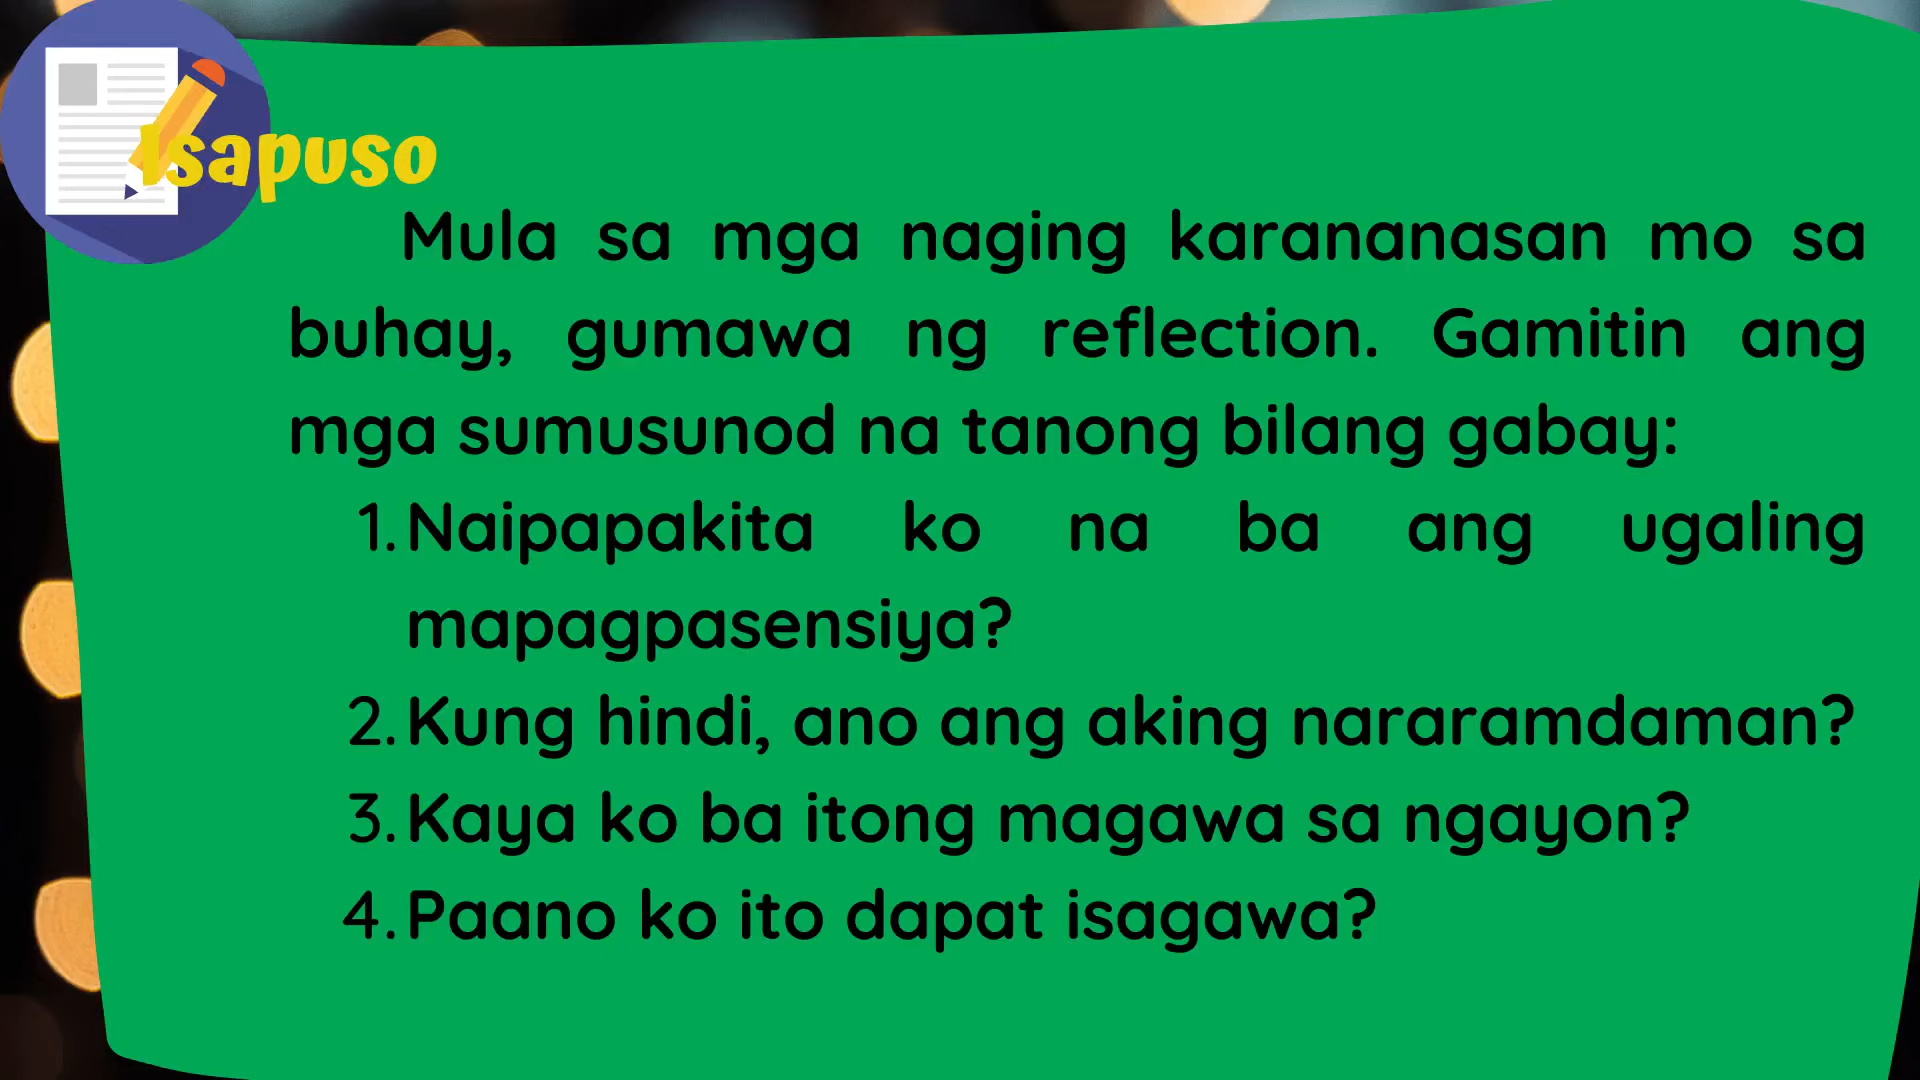 Isapuso
Mula sa mga naging karananasan mo sa
buhay, gumawa ng reflection. Gamitin ang
mga sumusunod na tanong bilang gabay:
1. Naipapakita ko na ba ang ugaling
mapagpasensiya?
2. Kung hindi, ano ang aking nararamdaman?
3. Kaya ko ba itong magawa sa ngayon?
4. Paano ko ito dapat isagawa?